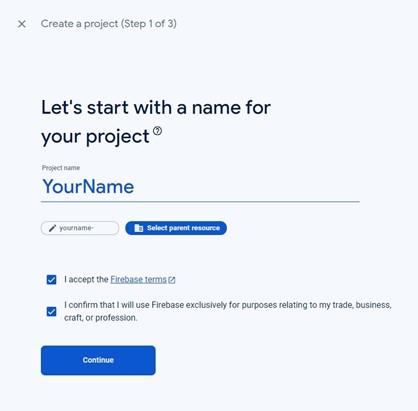 Create a project (Step 1 of 3)
Let's start with a name for
your project
Project name
YourName
yourname-
Select parent resource
I accept the Firebase terms
I confirm that I will use Firebase exclusively for purposes relating to my trade, business,
craft, or profession.
Continue